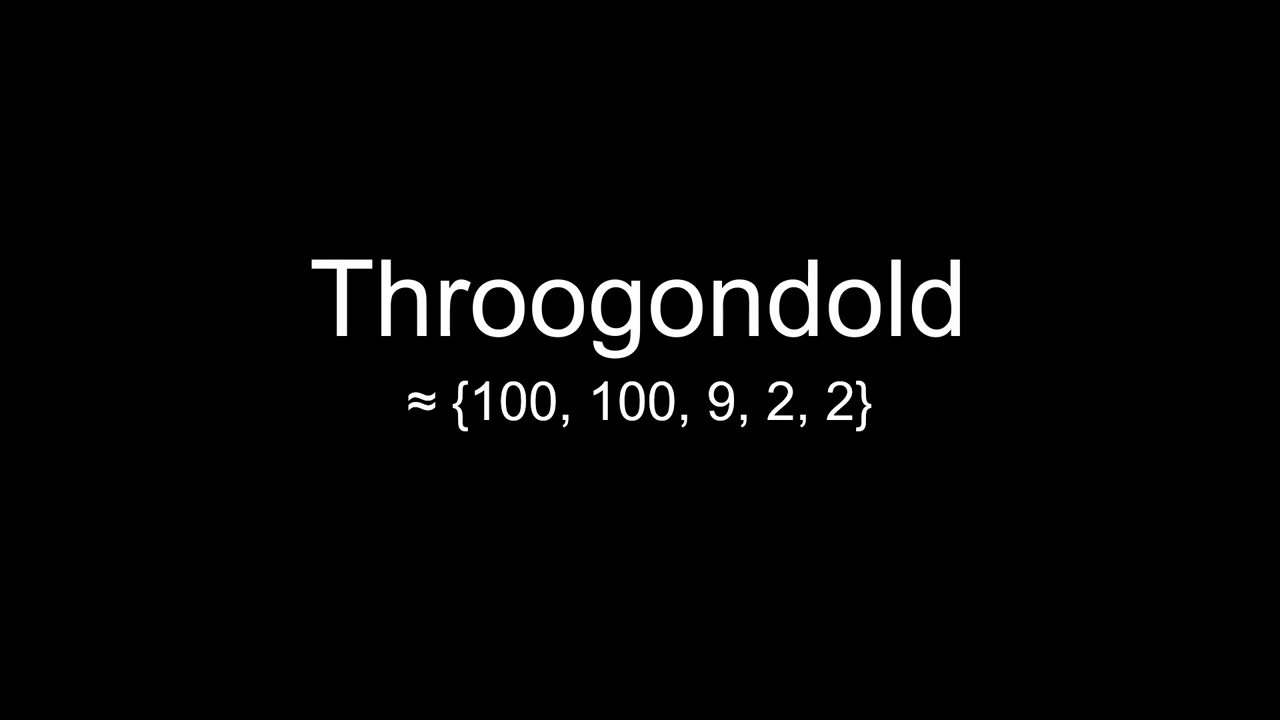 Throogondold
≈ {100, 100, 9, 2, 2}